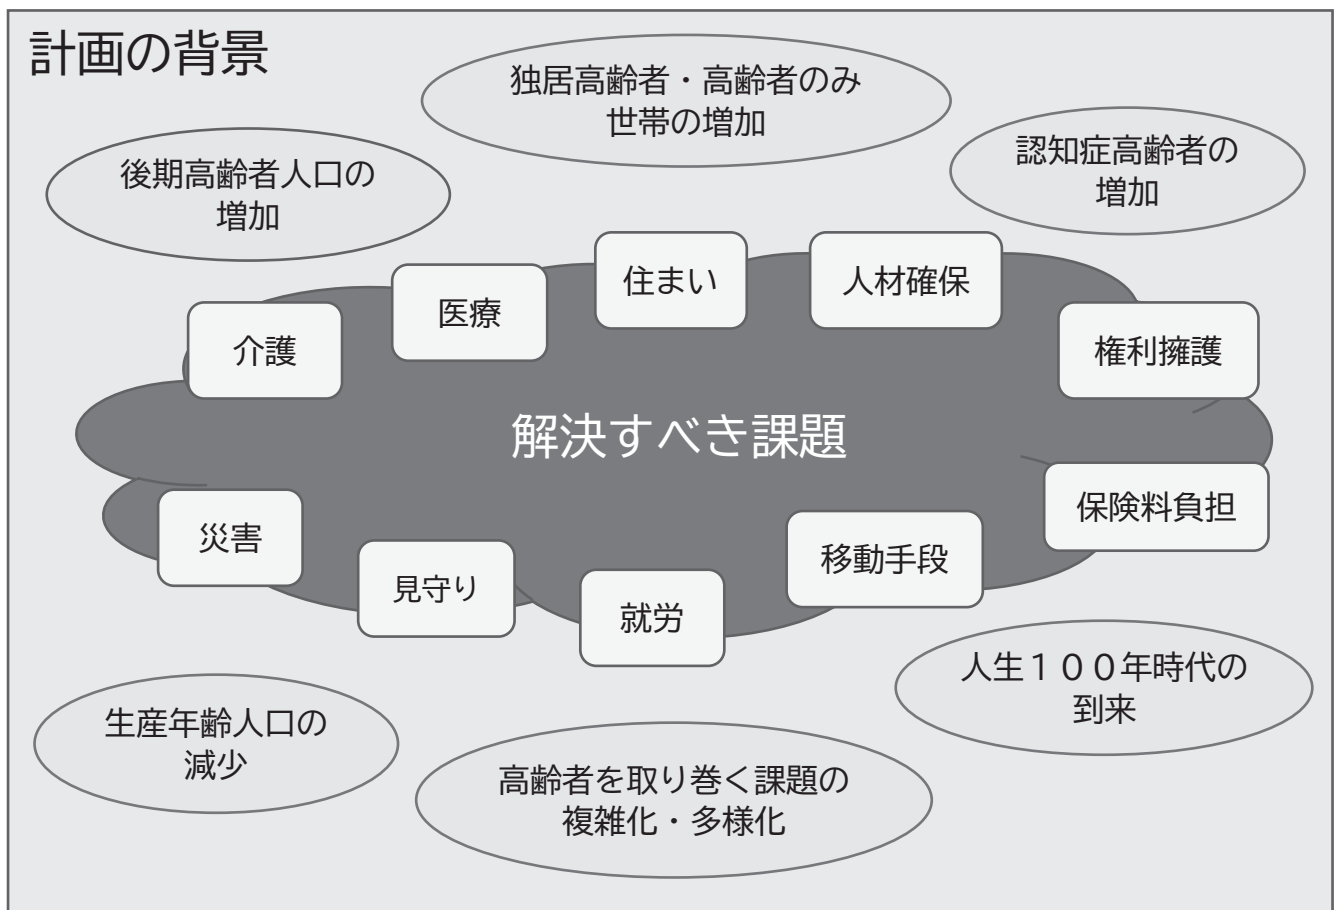 計画の背景
独居高齢者・高齢者のみ
世帯の増加
後期高齢者人口の
増加
認知症高齢者の
増加
介護
医療
住まい
人材確保
権利擁護
解決すべき課題
災害
見守り
就労
移動手段
保険料負担
生産年齢人口の
減少
高齢者を取り巻く課題の
複雑化・多様化
人生１００年時代の
到来